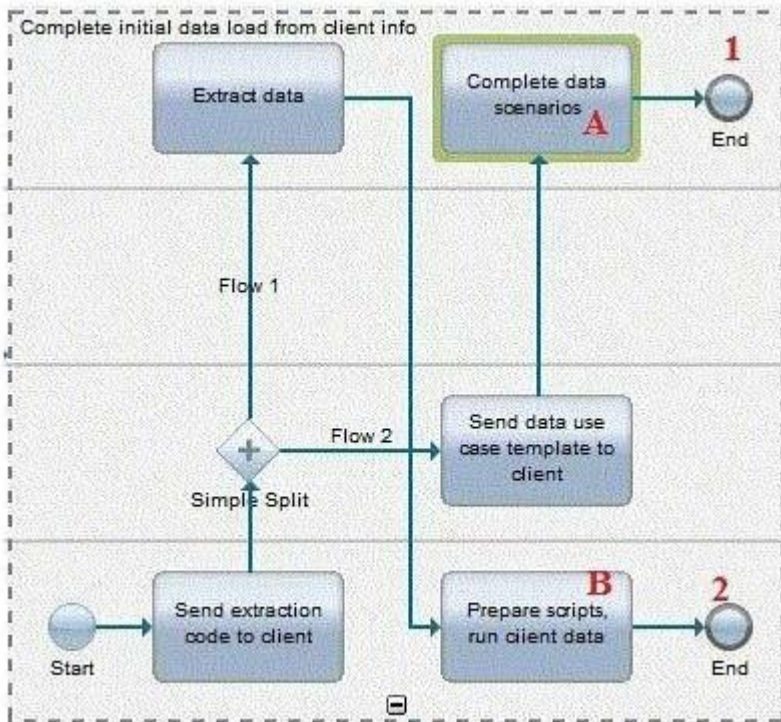 Complete initial data load from client info
1
Extract data
Complete data
scenarios
A
End
Flow 1
Flow 2
Send data use
case template to
client
Simple Split
B
2
Start
Send extraction
code to client
Prepare scripts,
run client data
End